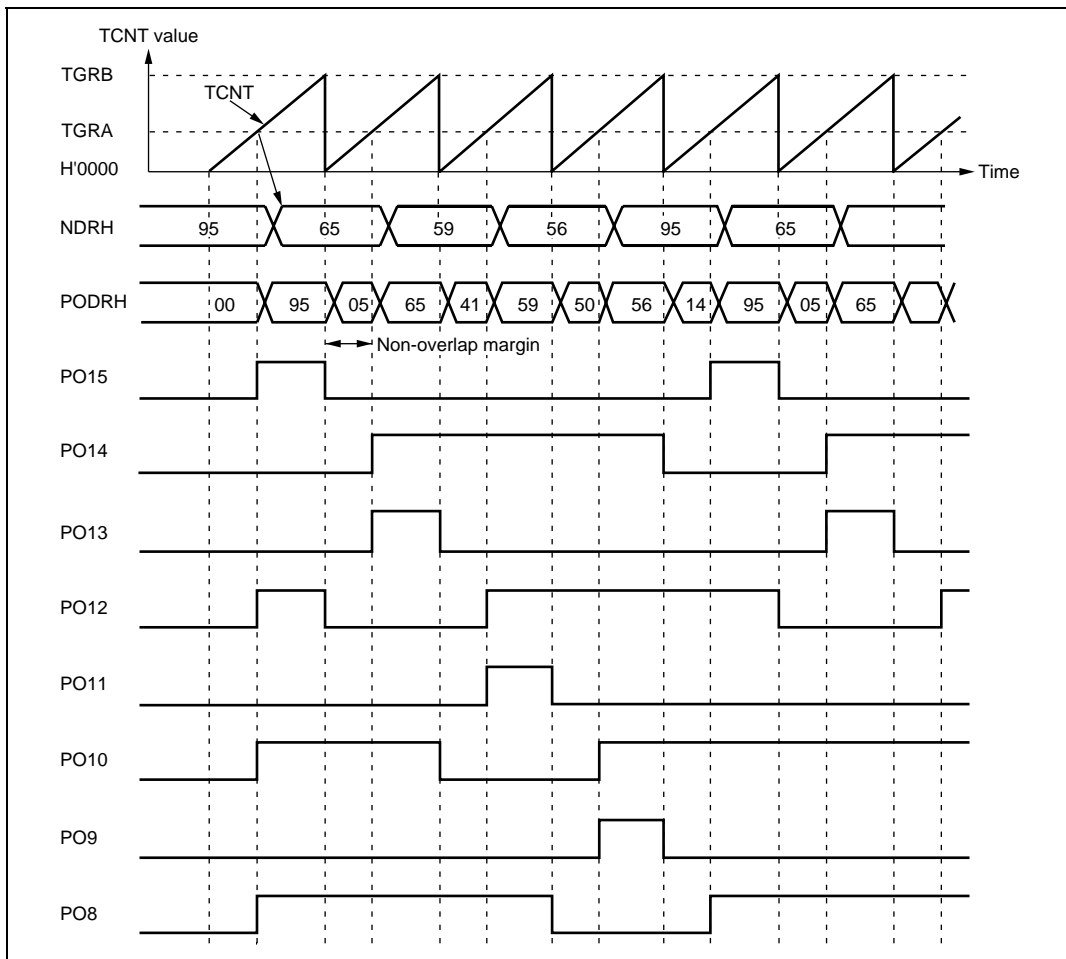 TCNT value
TGRB
TCNT
TGRA
H'0000
Time
NDRH 95 65 59 56 95 65
PODRH 00 95 05 65 41 59 50 56 14 95 05 65
Non-overlap margin
PO15
PO14
PO13
PO12
PO11
PO10
PO9
PO8